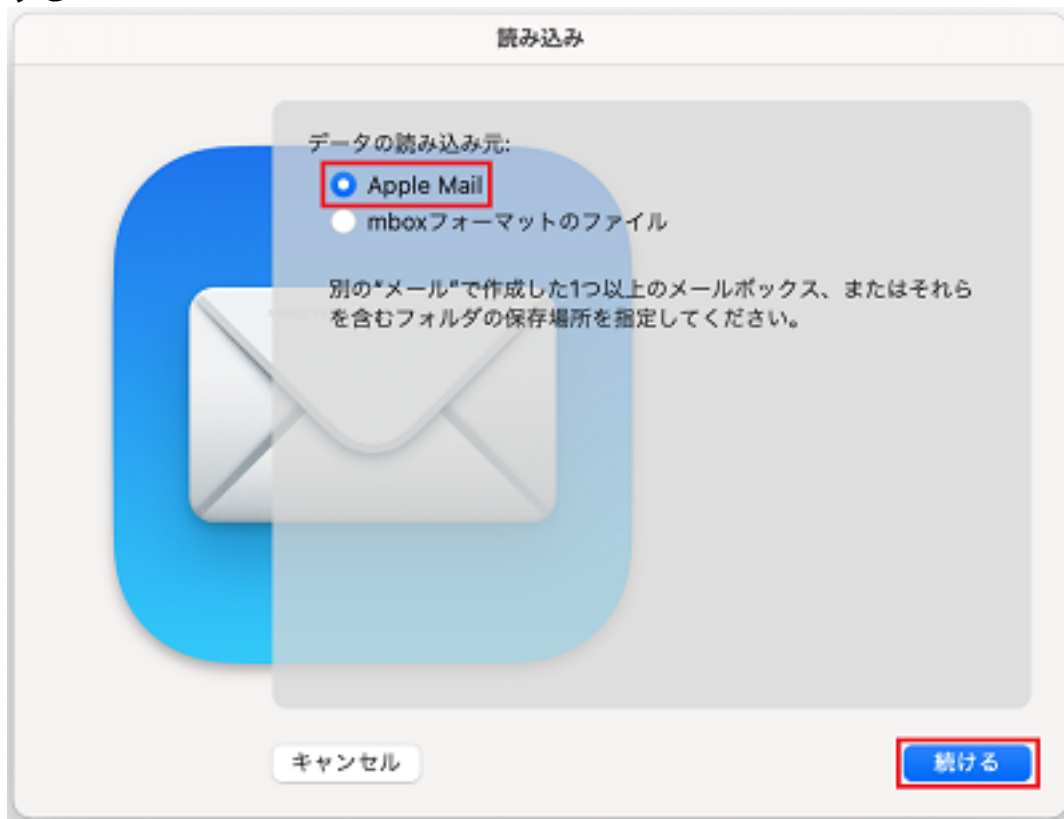 読み込み
データの読み込み元:
Apple Mail
mboxフォーマットのファイル
別の"メール"で作成した1つ以上のメールボックス、またはそれら
を含むフォルダの保存場所を指定してください。
キャンセル
続ける